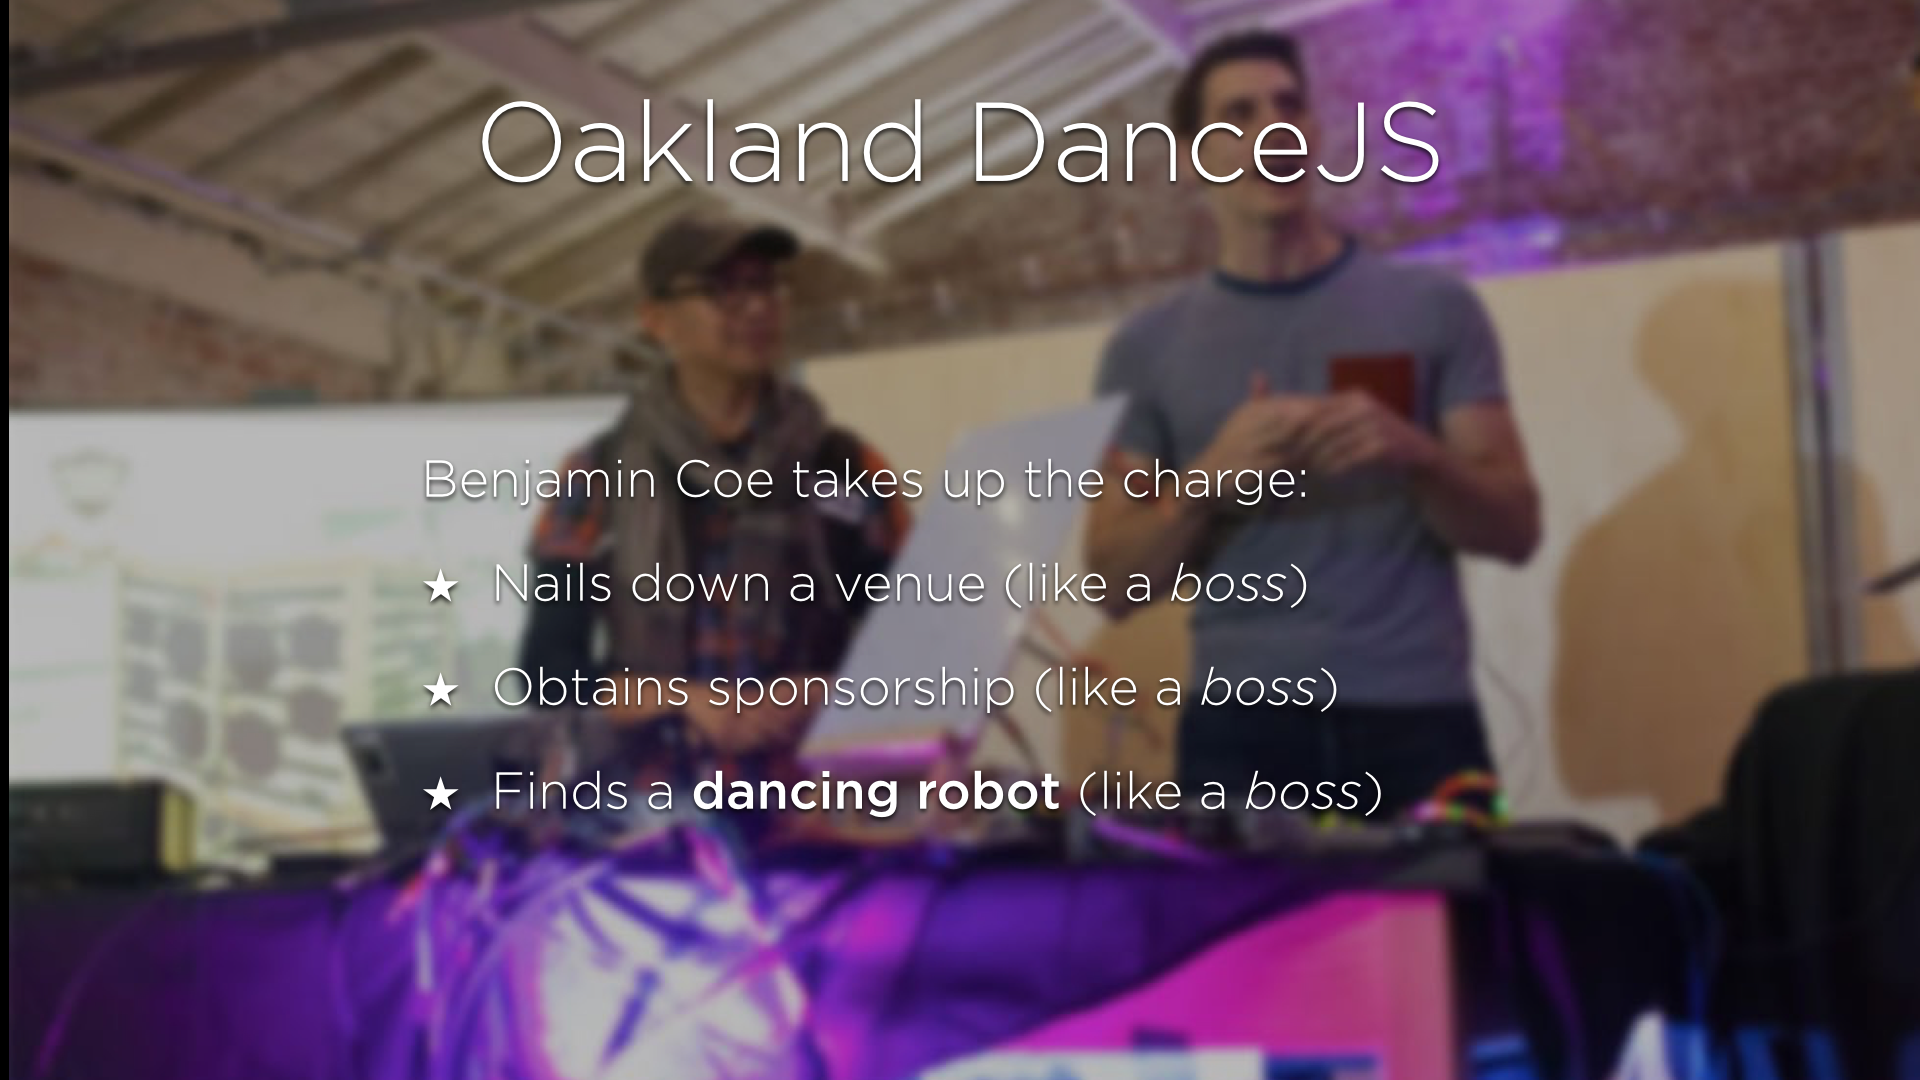 Oakland DanceJS
Benjamin Coe takes up the charge:
★ Nails down a venue (like a boss)
★ Obtains sponsorship (like a boss)
★ Finds a dancing robot (like a boss)